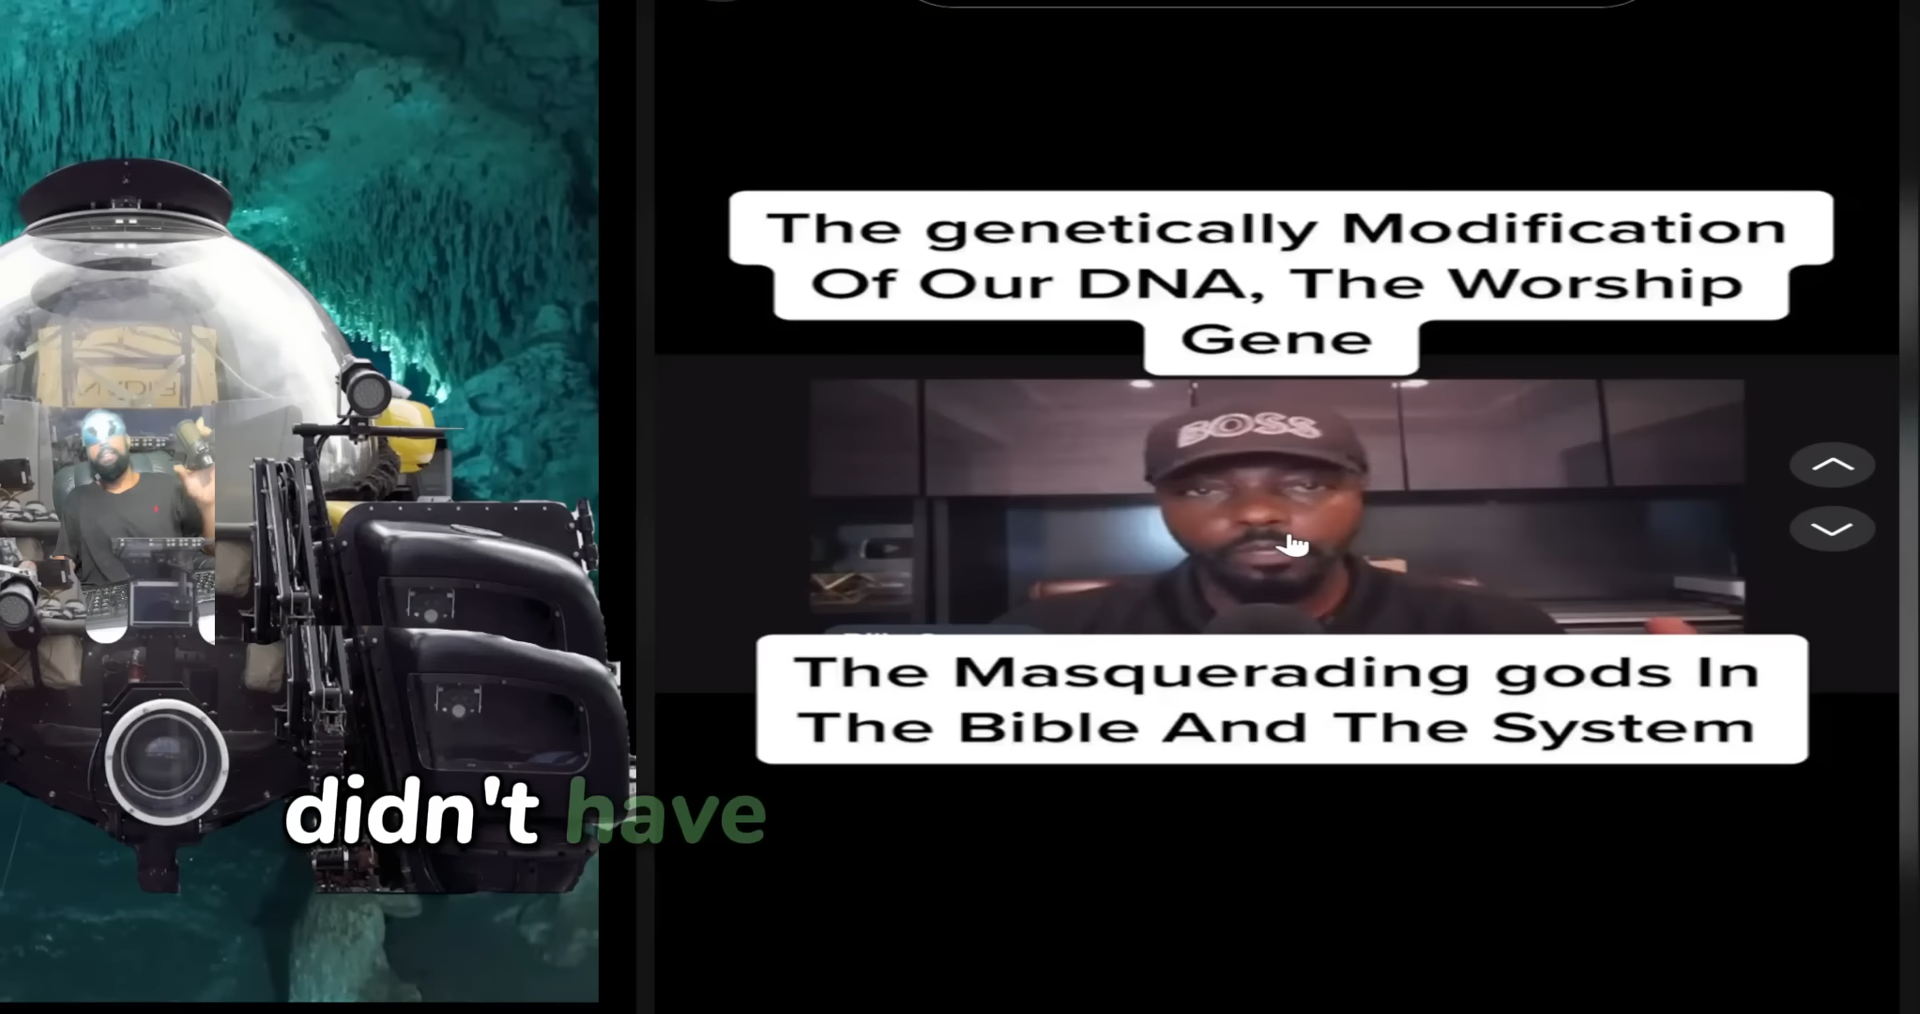 The genetically Modification
Of Our DNA, The Worship
Gene
BOSS
The Masquerading gods In
The Bible And The System
didn't have